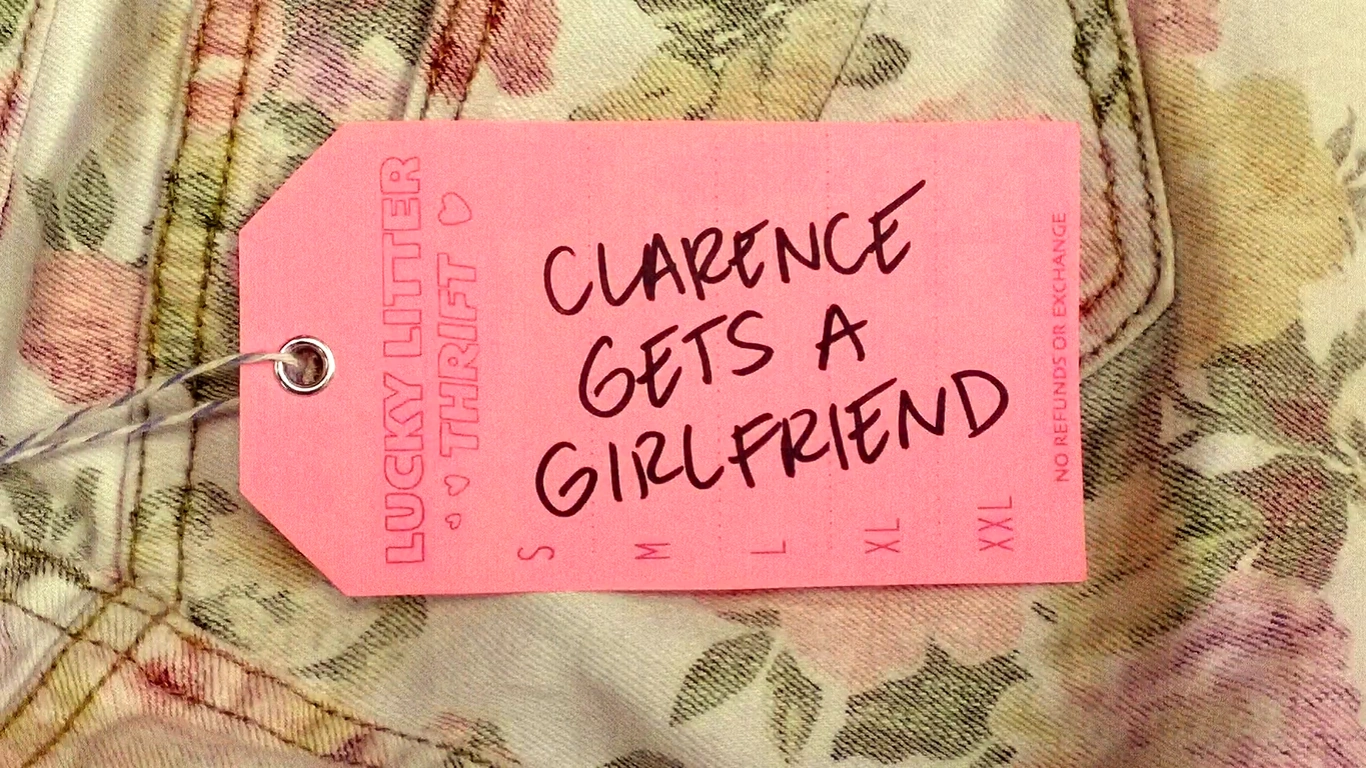 LUCKY LITTER
THRIFT
CLARENCE
GETS A
GIRLFRIEND
S
M
L
XL
XXL
NO REFUNDS OR EXCHANGE